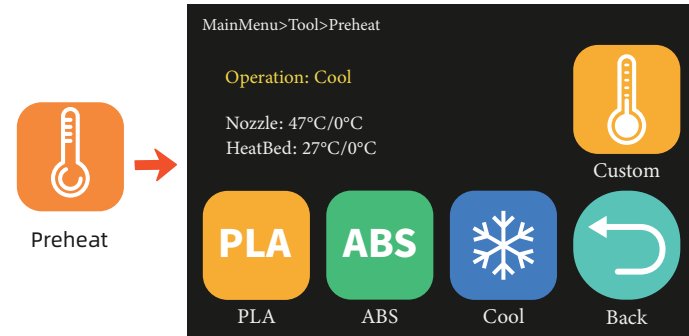 MainMenu>Tool>Preheat
Operation: Cool
Nozzle: 47°C/0°C
HeatBed: 27°C/0°C
Custom
Preheat
PLA
ABS
PLA
ABS
Cool
Back